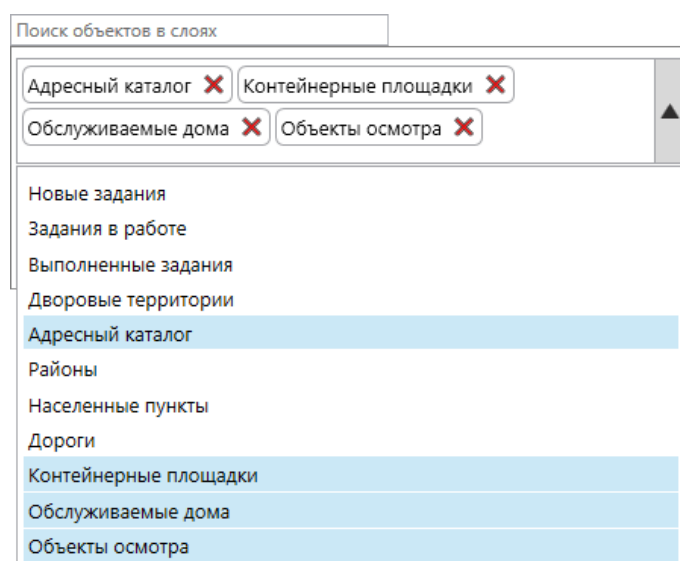 Поиск объектов в слоях
Адресный каталог Контейнерные площадки
Обслуживаемые дома Объекты осмотра
Новые задания
Задания в работе
Выполненные задания
Дворовые территории
Адресный каталог
Районы
Населенные пункты
Дороги
Контейнерные площадки
Обслуживаемые дома
Объекты осмотра